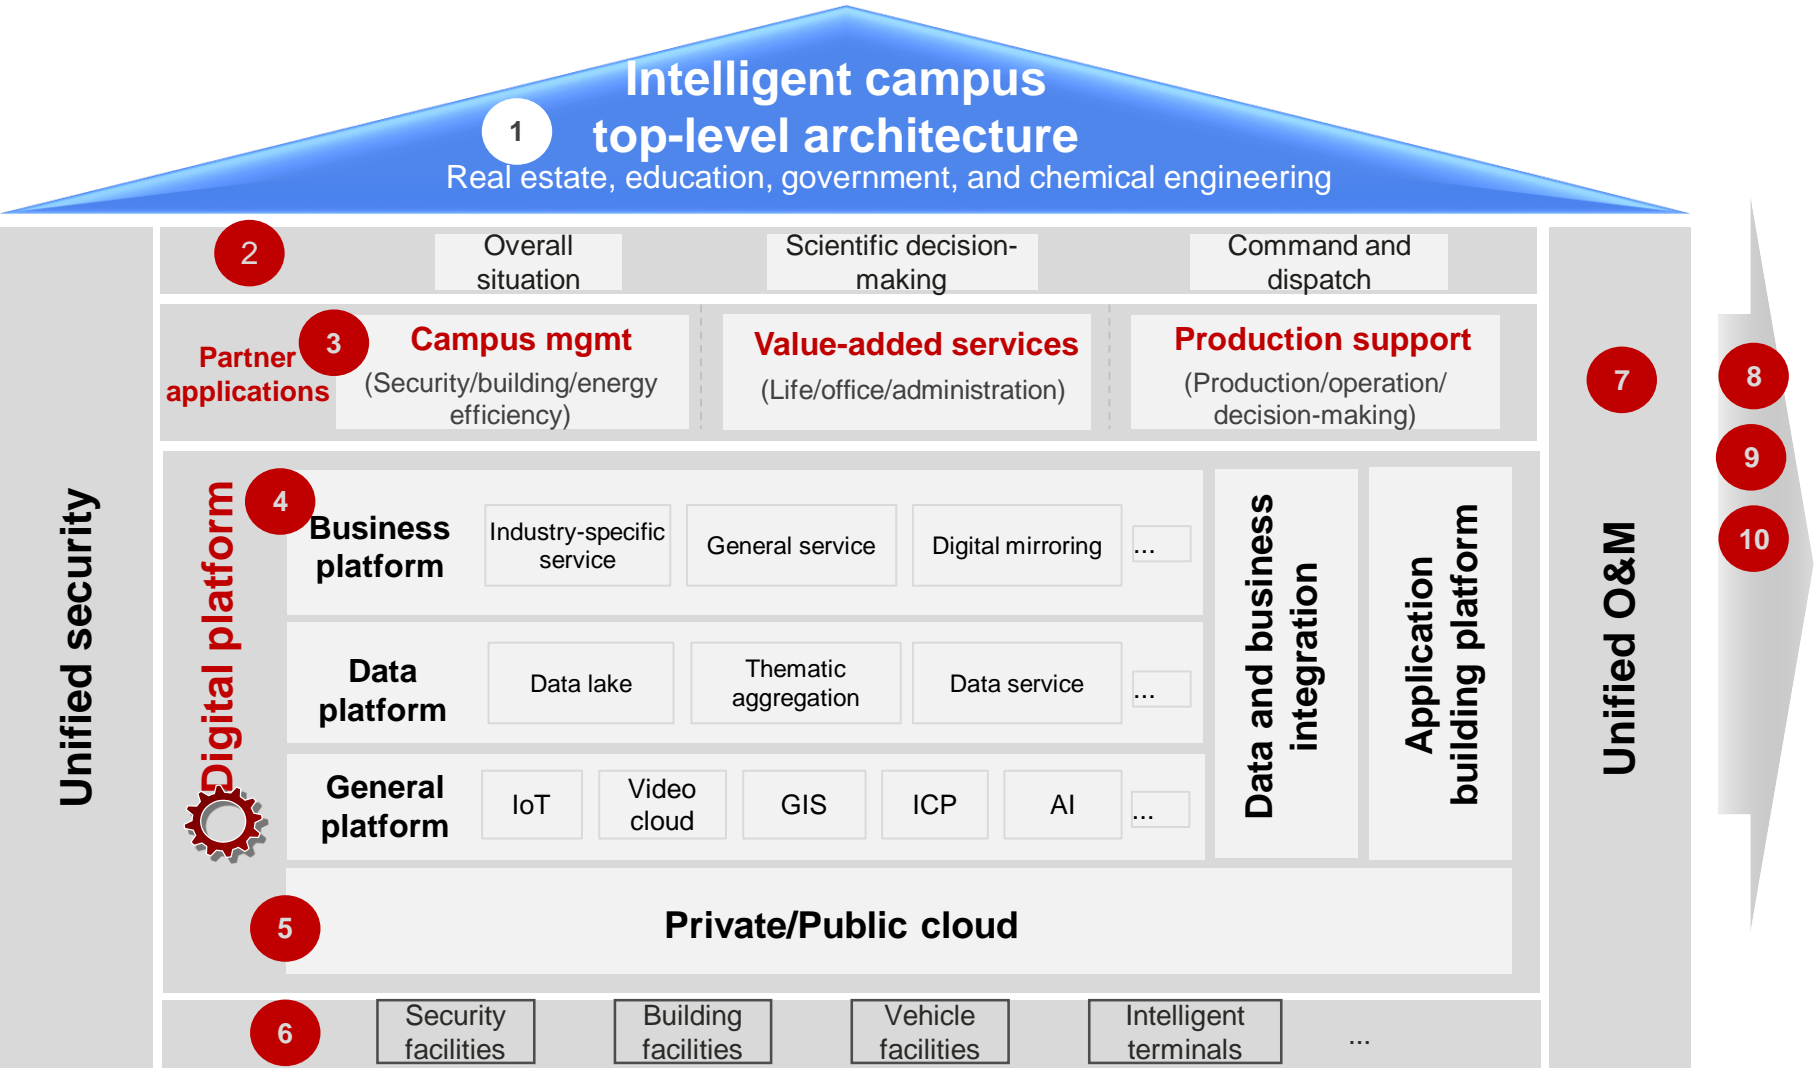 Intelligent campus
1
top-level architecture
Real estate, education, government, and chemical engineering
2
Overall
situation
Scientific decision-
making
Command and
dispatch
Partner
applications
3
Campus mgmt
(Security/building/energy
efficiency)
Value-added services
(Life/office/administration)
Production support
(Production/operation/
decision-making)
Unified security
Digital platform
4
Business
platform
Industry-specific
service
General service
Digital mirroring
...
Data
platform
Data lake
Thematic
aggregation
Data service
...
General
platform
IoT
Video
cloud
GIS
ICP
AI
...
Data and business
integration
Application
building platform
5
Private/Public cloud
6
Security
facilities
Building
facilities
Vehicle
facilities
Intelligent
terminals
...
7
Unified O&M
8
9
10